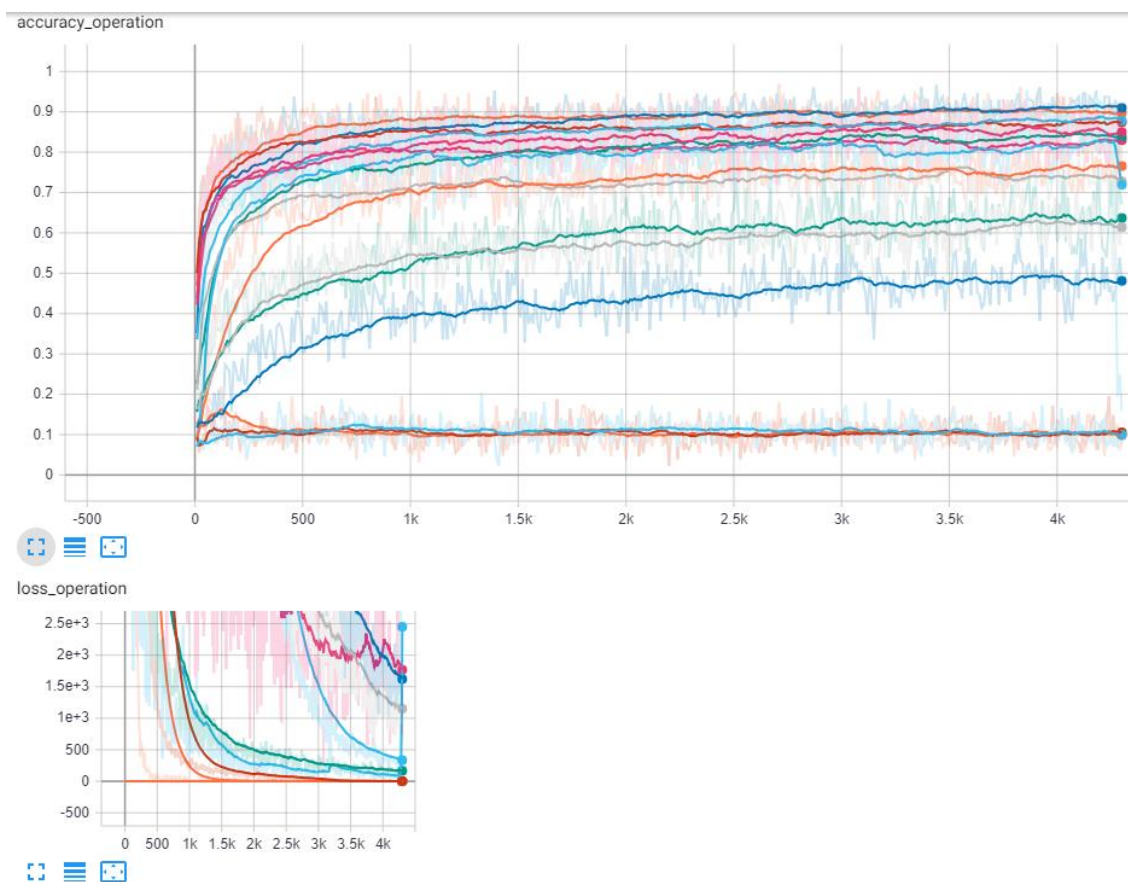 accuracy_operation
1
0.9
0.8
0.7
0.6
0.5
0.4
0.3
0.2
0.1
0
-500 0 500 1k 1.5k 2k 2.5k 3k 3.5k 4k
loss_operation
2.5e+3
2e+3
1.5e+3
1e+3
500
0
-500
0 500 1k 1.5k 2k 2.5k 3k 3.5k 4k